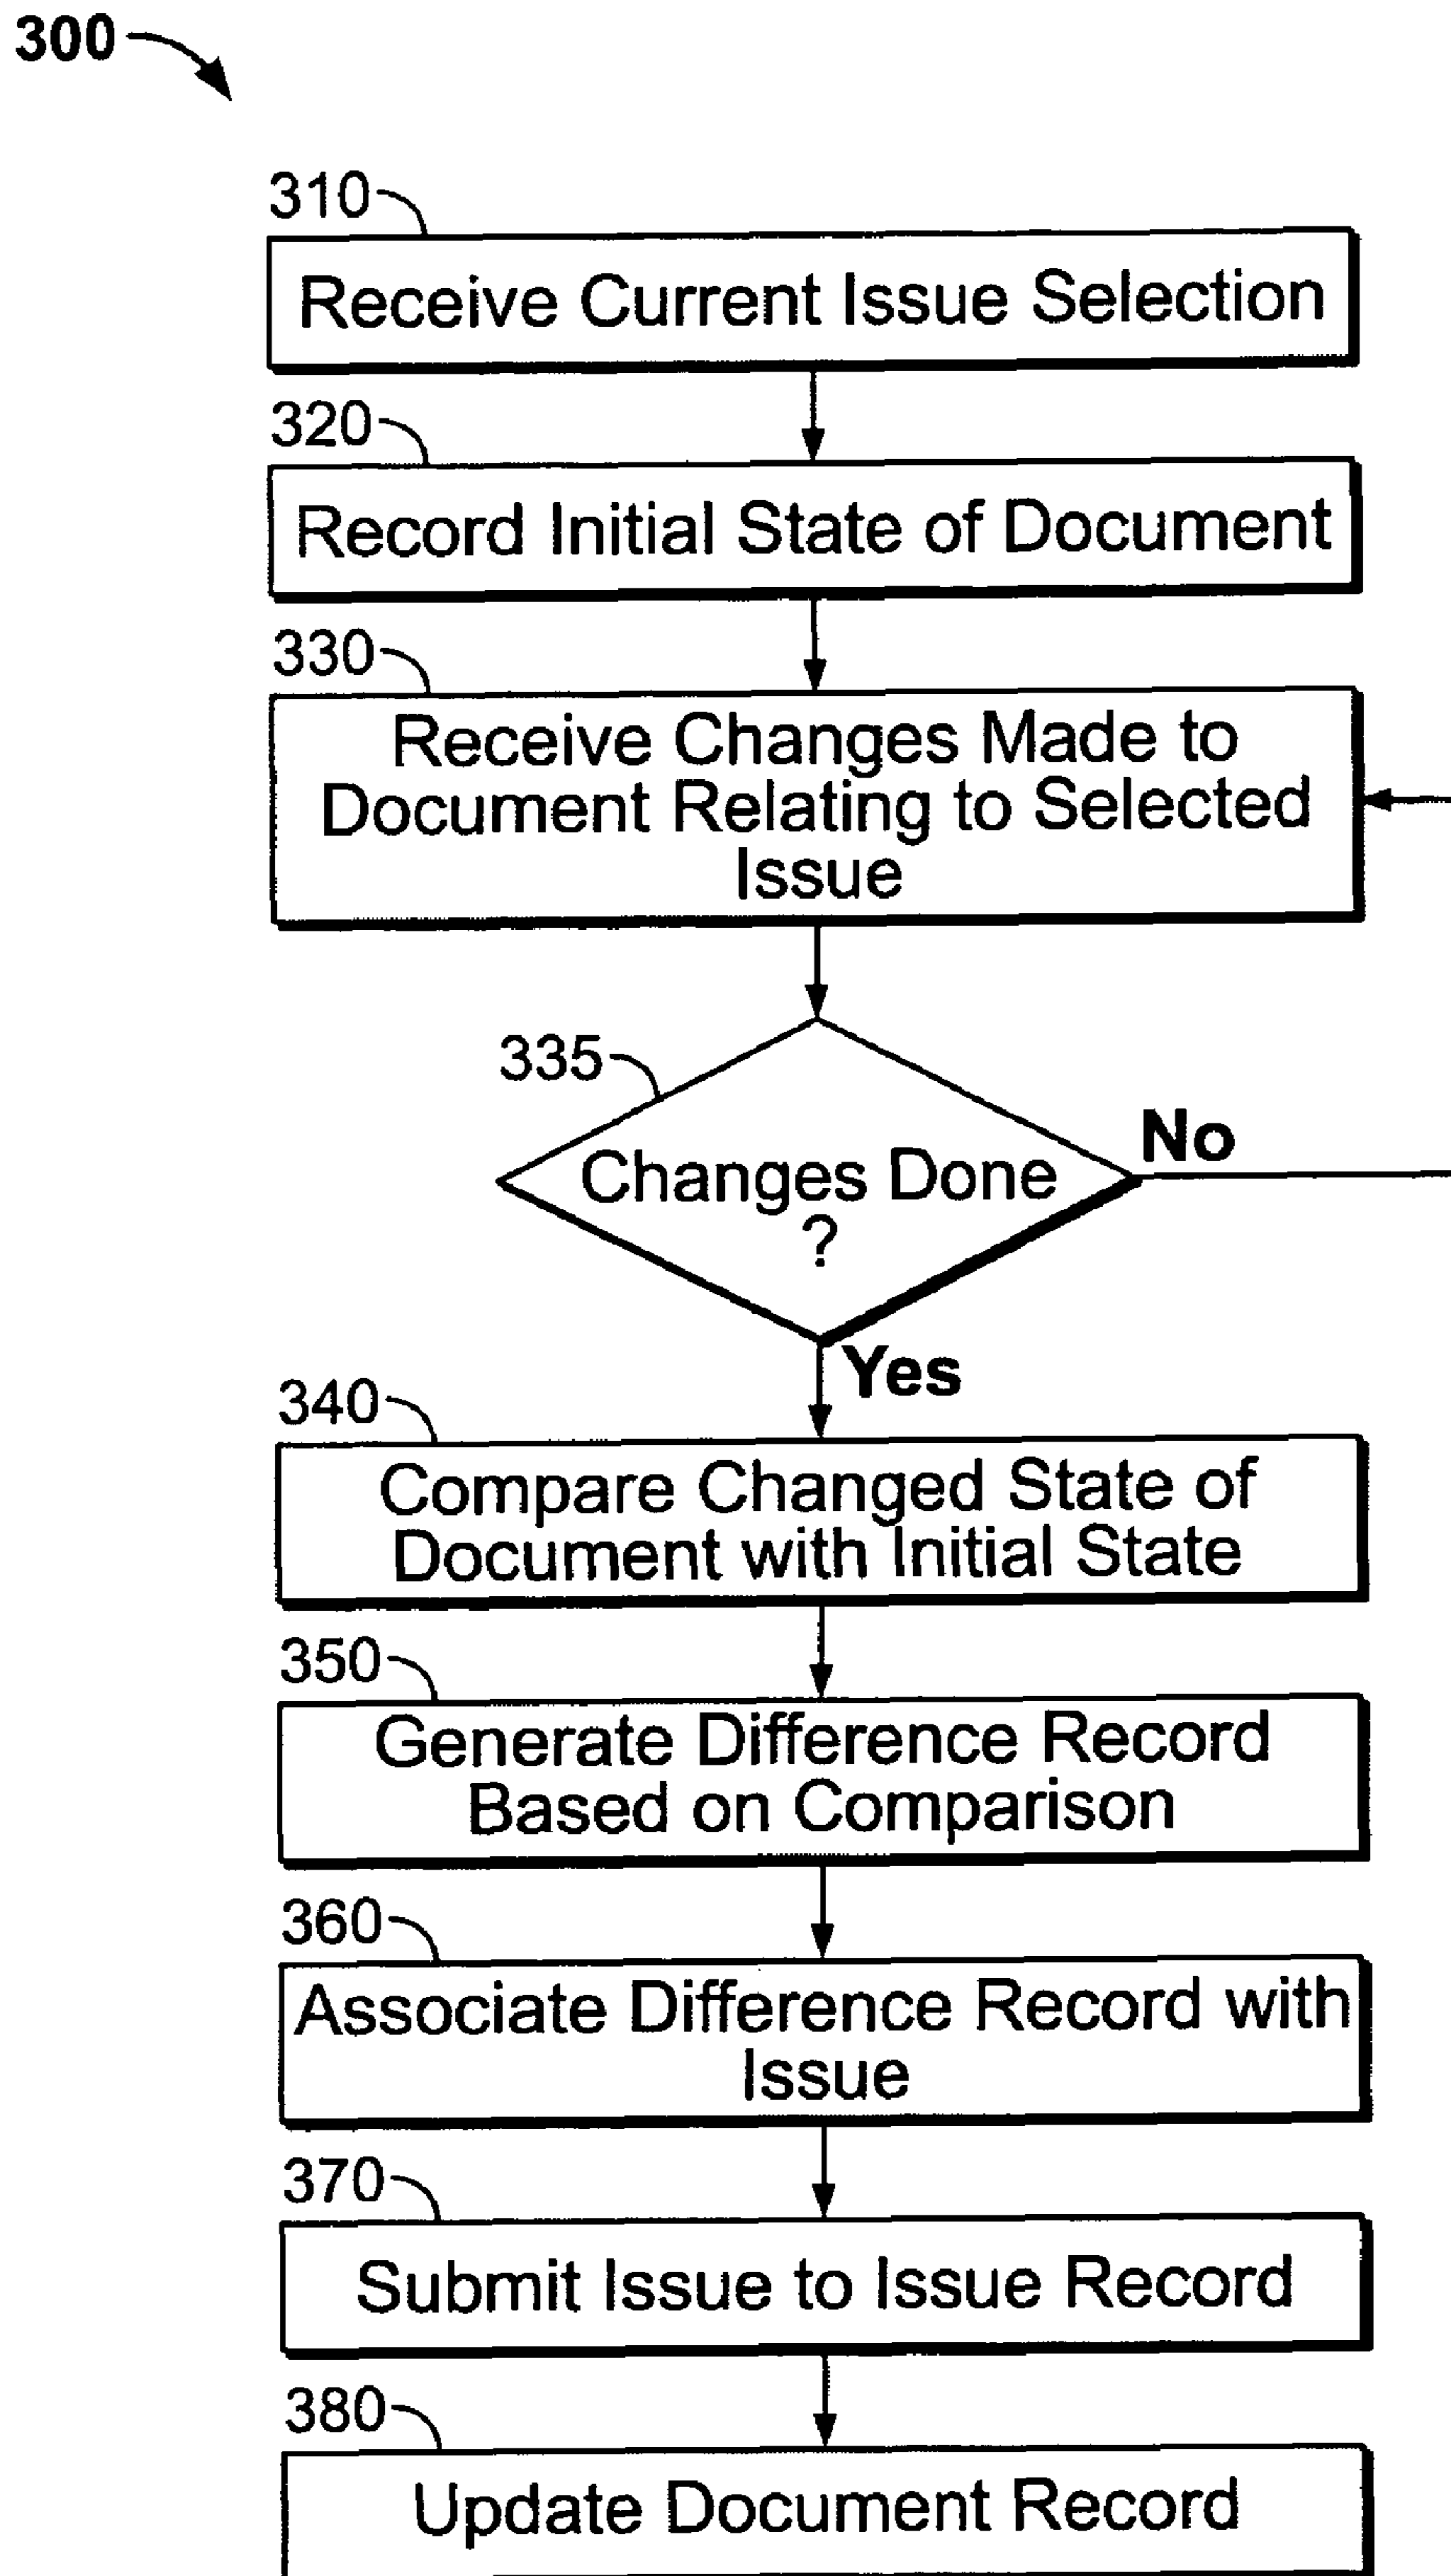 300
310
Receive Current Issue Selection
320
Record Initial State of Document
330
Receive Changes Made to
Document Relating to Selected
Issue
335
Changes Done
?
No
Yes
340
Compare Changed State of
Document with Initial State
350
Generate Difference Record
Based on Comparison
360
Associate Difference Record with
Issue
370
Submit Issue to Issue Record
380
Update Document Record